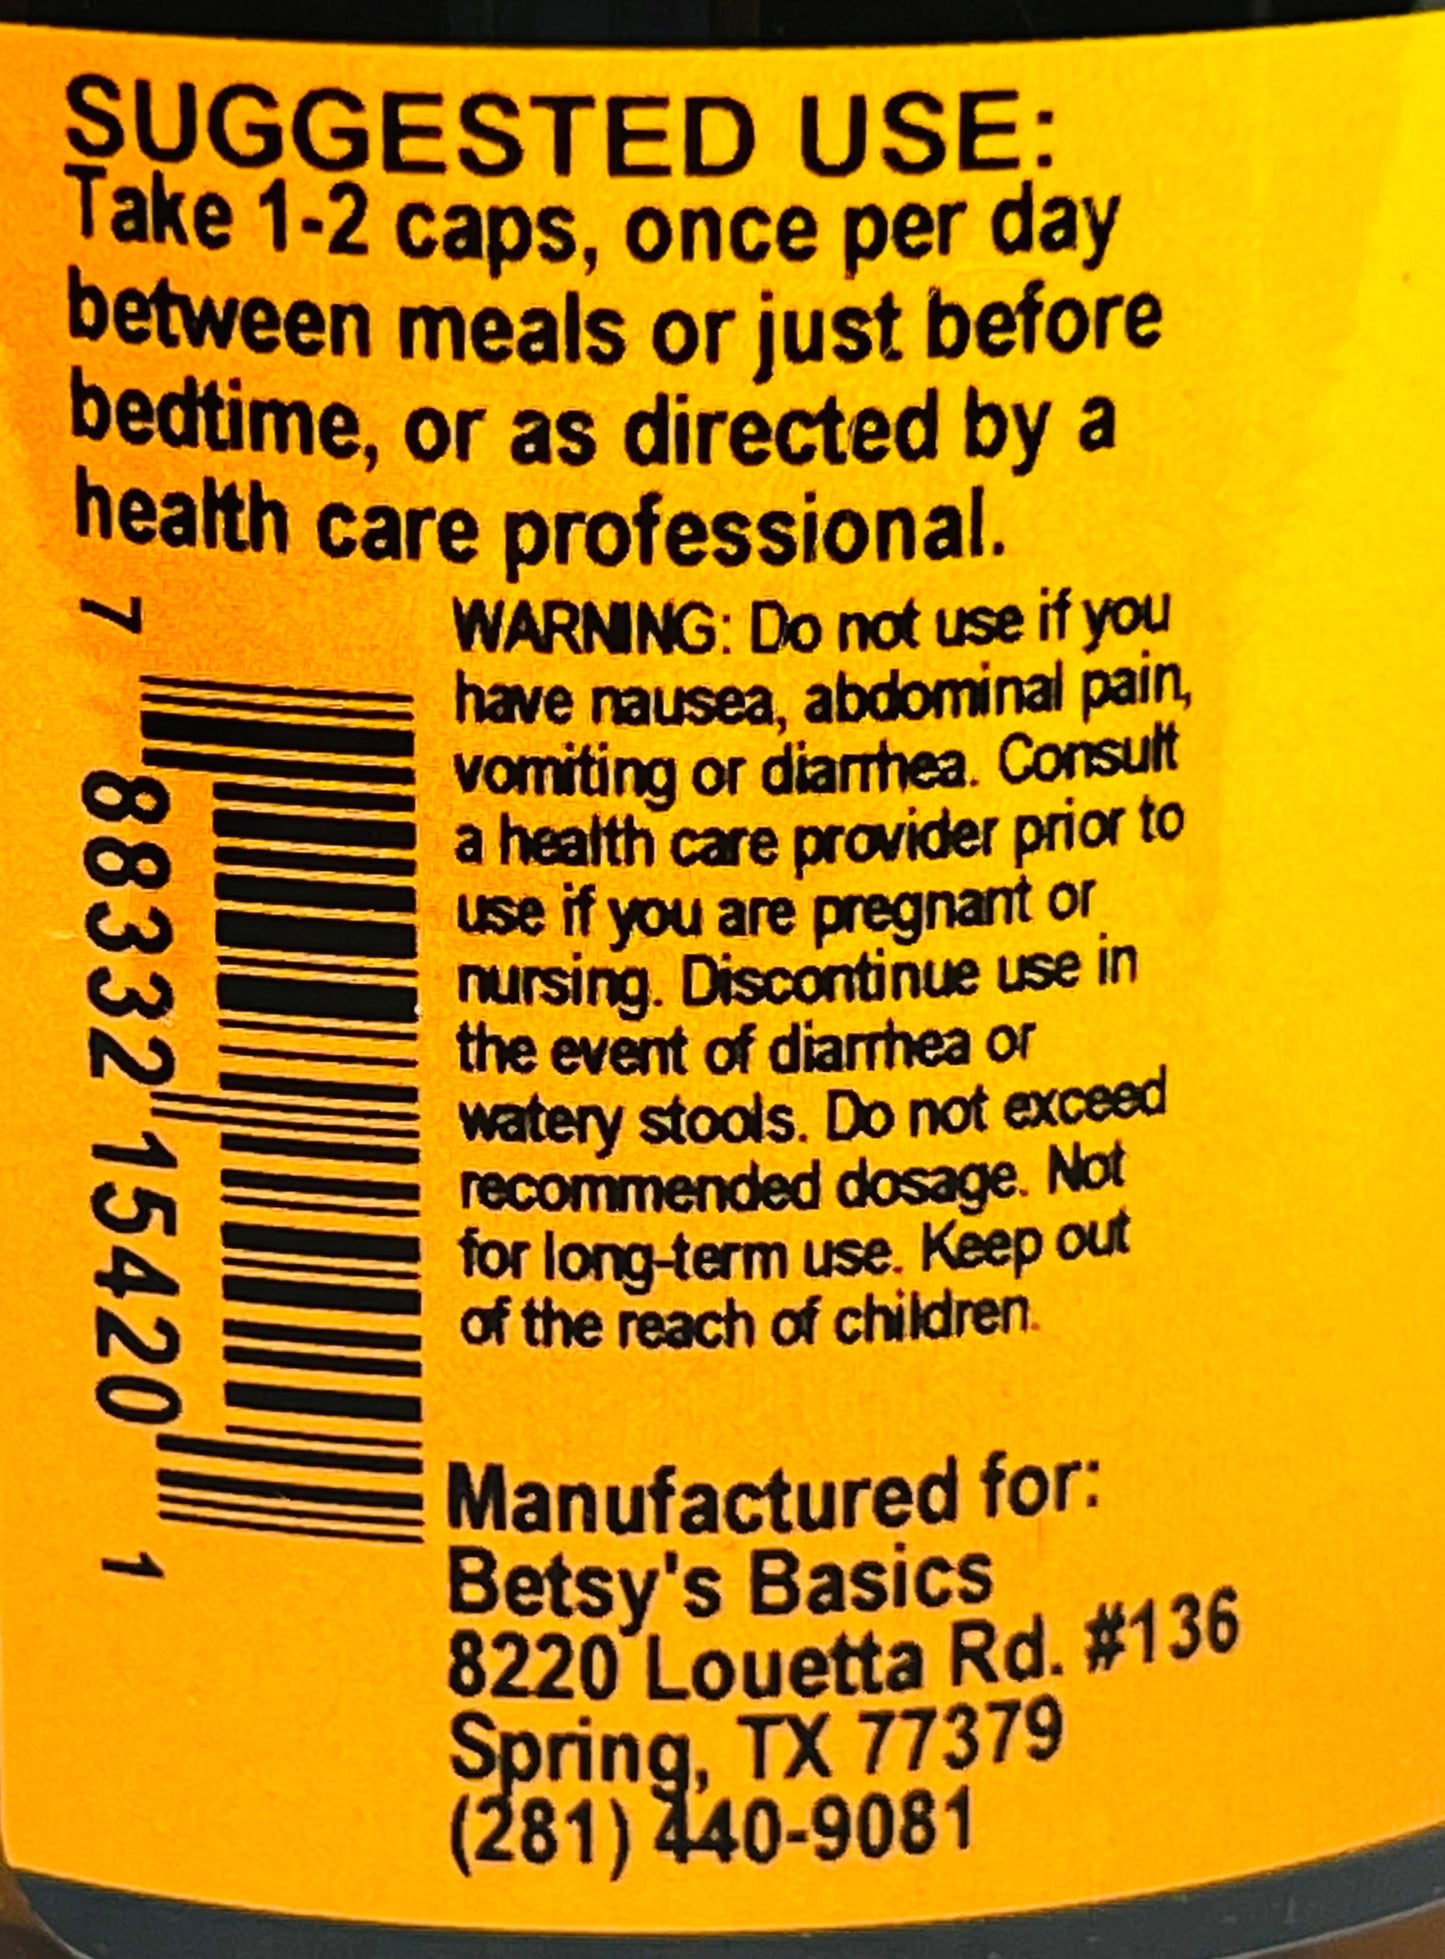 SUGGESTED USE:
Take 1-2 caps, once per day
between meals or just before
bedtime, or as directed by a
health care professional.
WARNING: Do not use if you
have nausea, abdominal pain,
vomiting or diarrhea. Consult
a health care provider prior to
use if you are pregnant or
nursing. Discontinue use in
the event of diarrhea or
watery stools. Do not exceed
recommended dosage. Not
for long-term use. Keep out
of the reach of children.
7 88332 15420 1
Manufactured for:
Betsy's Basics
8220 Louetta Rd. #136
Spring, TX 77379
(281) 440-9081